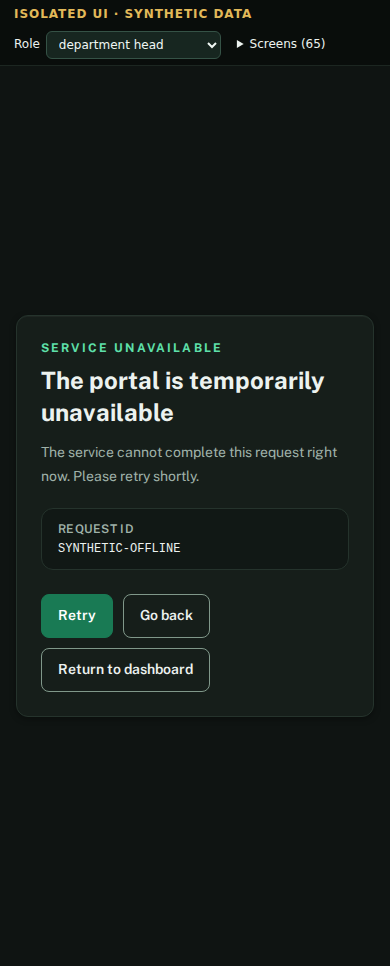 ISOLATED UI · SYNTHETIC DATA
Role department head ▶ Screens (65)
SERVICE UNAVAILABLE
The portal is temporarily
unavailable
The service cannot complete this request right
now. Please retry shortly.
REQUEST ID
SYNTHETIC-OFFLINE
Retry Go back
Return to dashboard